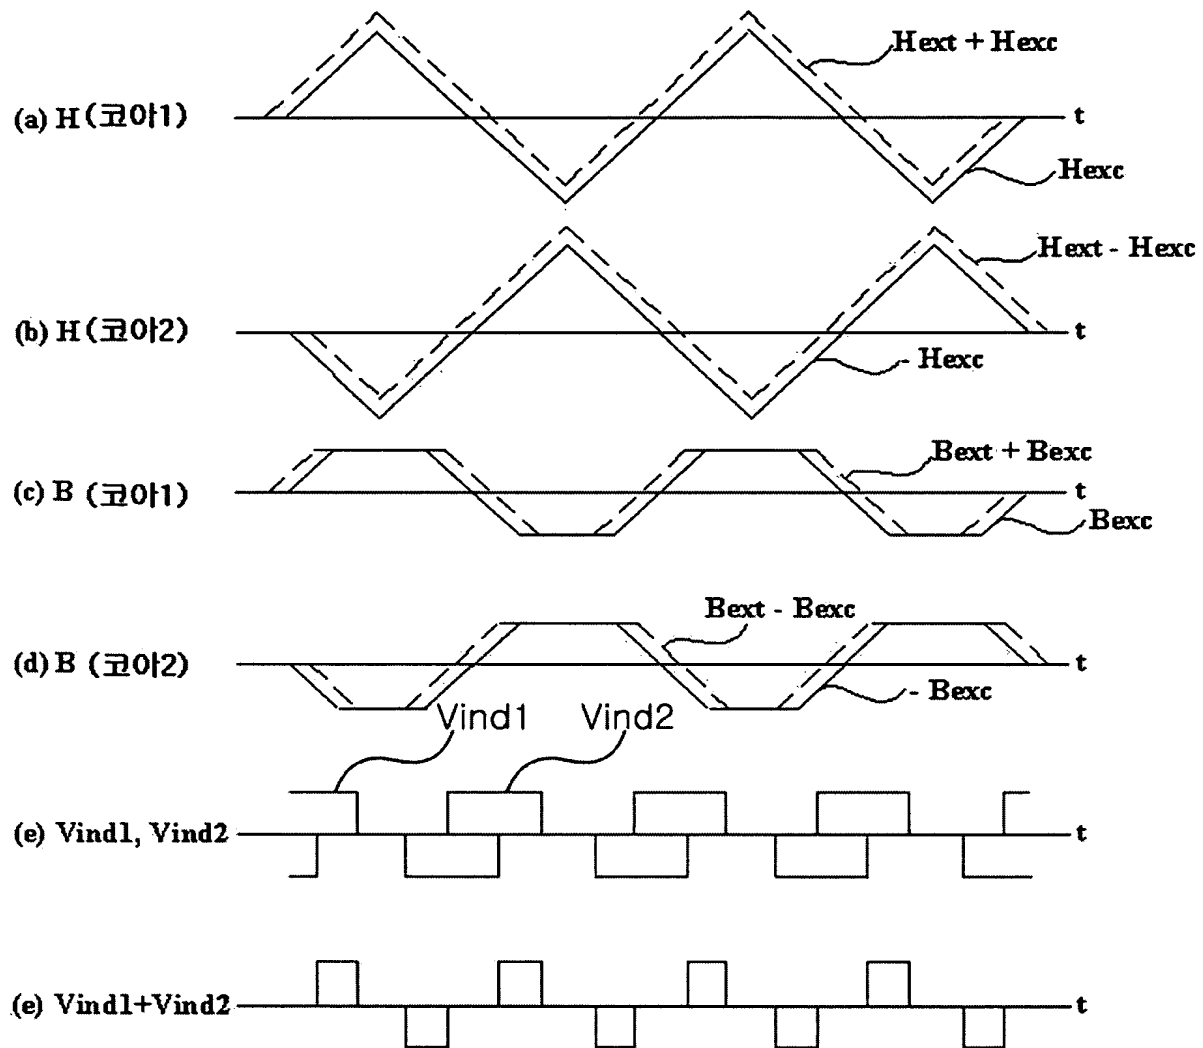 Hext + Hexc
(a) H (코아1)
t
Hexc
Hext - Hexc
(b) H (코아2)
t
- Hexc
Bext + Bexc
(c) B (코아1)
t
Bexc
Bext - Bexc
(d) B (코아2)
t
- Bexc
Vind1 Vind2
(e) Vind1, Vind2
t
(e) Vind1+Vind2
t